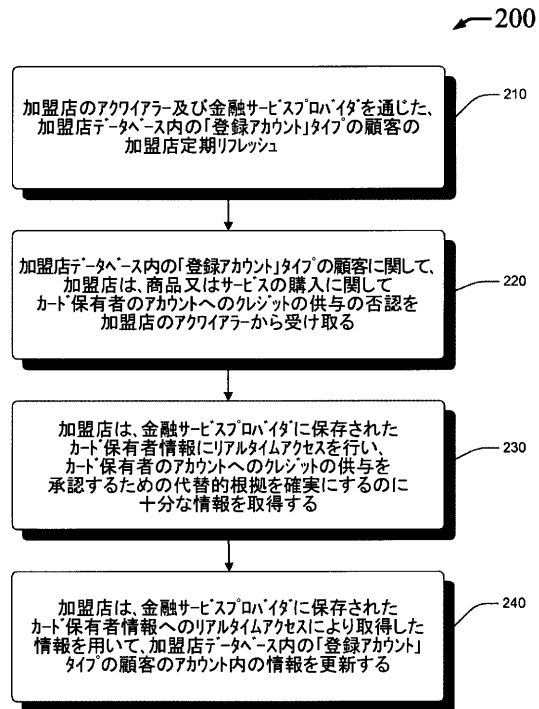 200
加盟店のアクワイアラー及び金融サービスプロバイダを通じた、
加盟店データベース内の「登録アカウント」タイプの顧客の
加盟店定期リフレッシュ
210
加盟店データベース内の「登録アカウント」タイプの顧客に関して、
加盟店は、商品又はサービスの購入に関して
カード保有者のアカウントへのクレジットの供与の否認を
加盟店のアクワイアラーから受け取る
220
加盟店は、金融サービスプロバイダに保存された
カード保有者情報にリアルタイムアクセスを行い、
カード保有者のアカウントへのクレジットの供与を
承認するための代替的根拠を確実にするのに
十分な情報を取得する
230
加盟店は、金融サービスプロバイダに保存された
カード保有者情報へのリアルタイムアクセスにより取得した
情報を用いて、加盟店データベース内の「登録アカウント」
タイプの顧客のアカウント内の情報を更新する
240